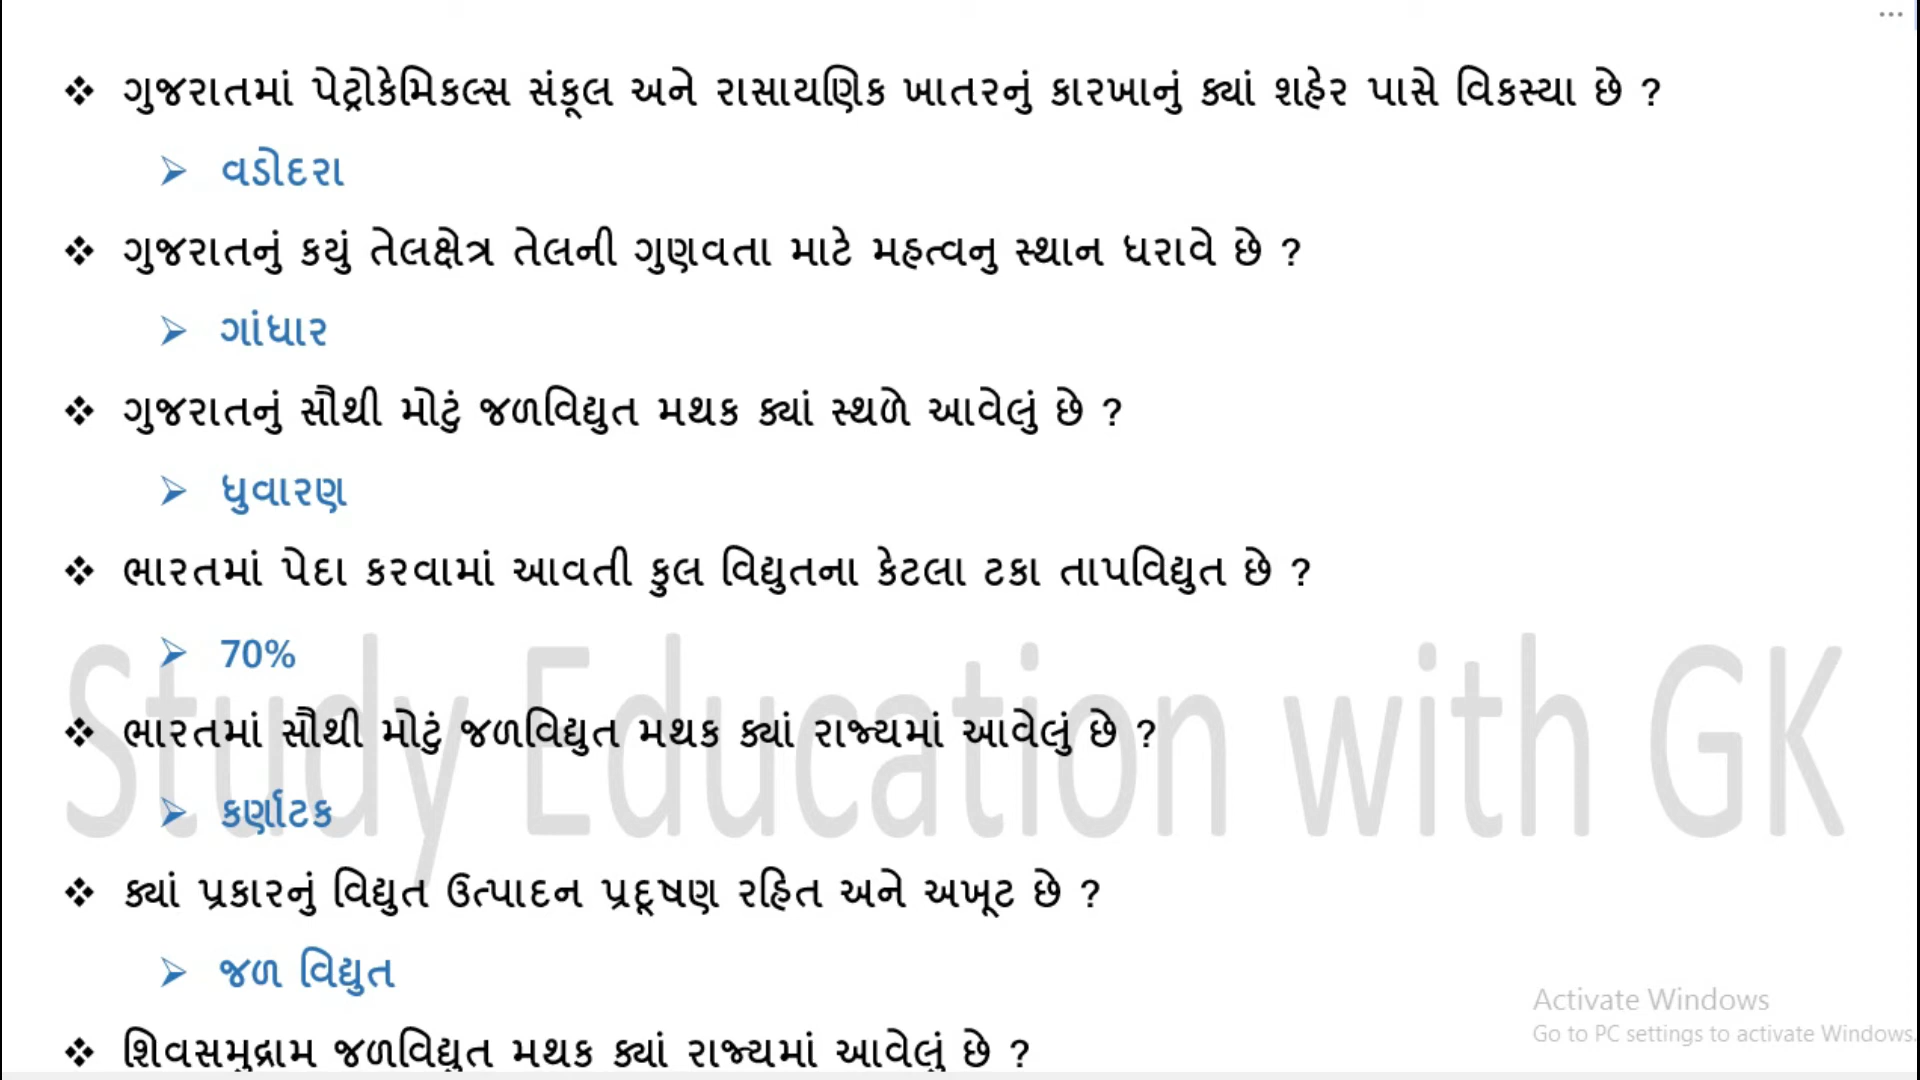 ❖ ગુજરાતમાં પેટ્રોકેમિકલ્સ સંકૂલ અને રાસાયણિક ખાતરનું કારખાનું ક્યાં શહેર પાસે વિકસ્યા છે ?
➢ વડોદરા
❖ ગુજરાતનું કયું તેલક્ષેત્ર તેલની ગુણવતા માટે મહત્વનુ સ્થાન ધરાવે છે ?
➢ ગાંધાર
❖ ગુજરાતનું સૌથી મોટું જળવિદ્યુત મથક ક્યાં સ્થળે આવેલું છે ?
➢ ધુવારણ
❖ ભારતમાં પેદા કરવામાં આવતી કુલ વિદ્યુતના કેટલા ટકા તાપવિદ્યુત છે ?
➢ 70%
Study Education with GK
❖ ભારતમાં સૌથી મોટું જળવિદ્યુત મથક ક્યાં રાજ્યમાં આવેલું છે ?
➢ કર્ણાટક
❖ ક્યાં પ્રકારનું વિદ્યુત ઉત્પાદન પ્રદૂષણ રહિત અને અખૂટ છે ?
➢ જળ વિદ્યુત
Activate Windows
Go to PC settings to activate Windows.
❖ શિવસમુદ્રામ જળવિદ્યુત મથક ક્યાં રાજ્યમાં આવેલું છે ?